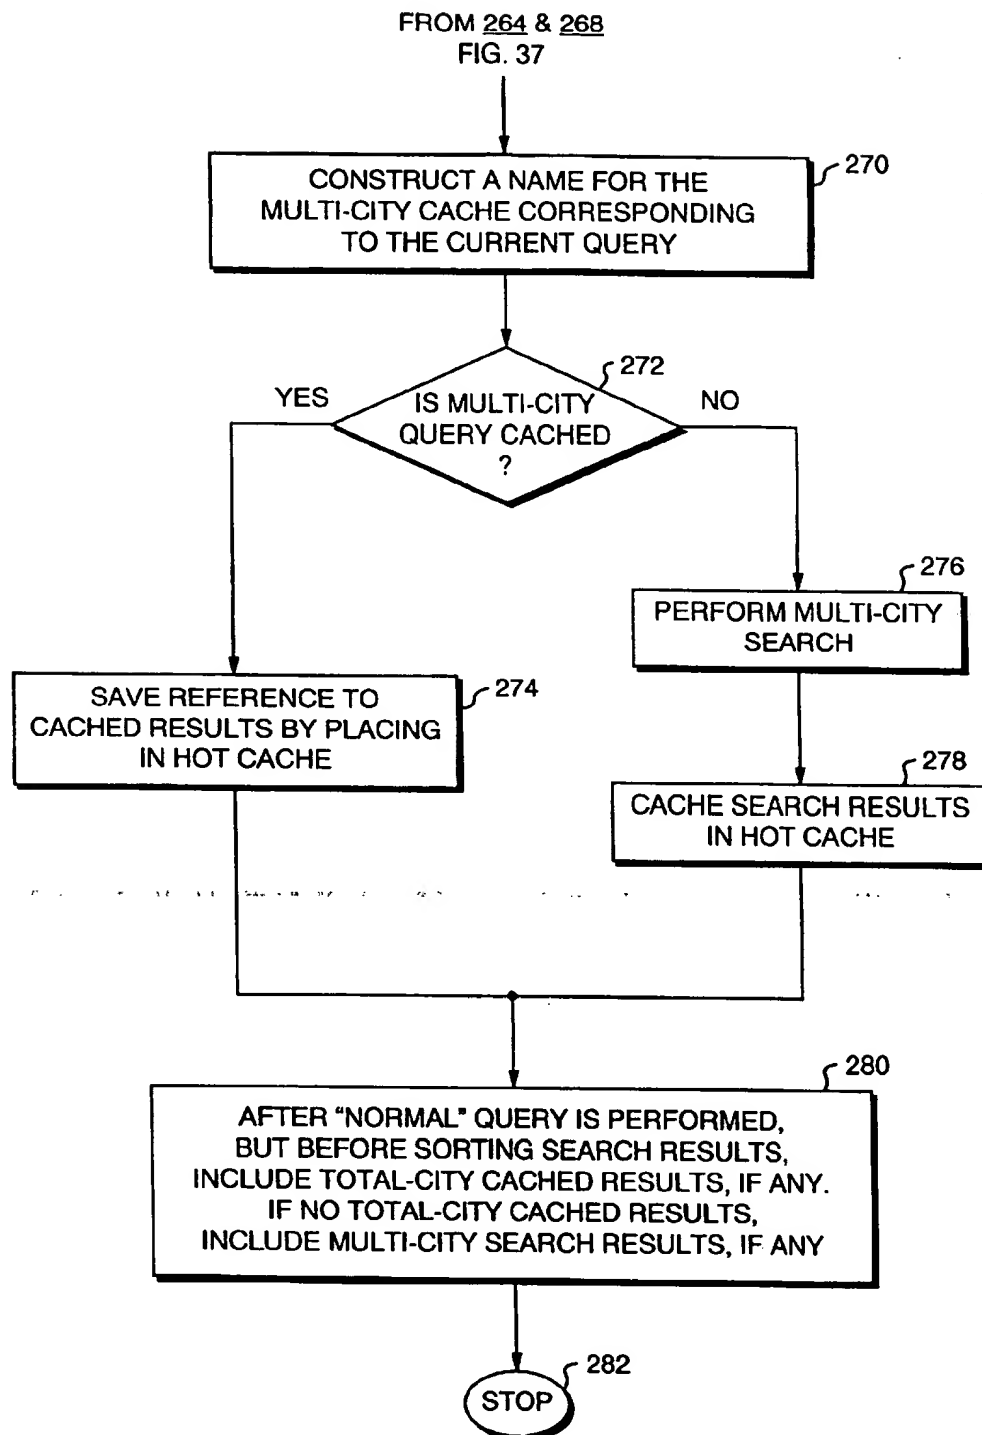 FROM 264 & 268
FIG. 37
270
CONSTRUCT A NAME FOR THE
MULTI-CITY CACHE CORRESPONDING
TO THE CURRENT QUERY
272
YES
IS MULTI-CITY
QUERY CACHED
?
NO
276
PERFORM MULTI-CITY
SEARCH
274
SAVE REFERENCE TO
CACHED RESULTS BY PLACING
IN HOT CACHE
278
CACHE SEARCH RESULTS
IN HOT CACHE
280
AFTER "NORMAL" QUERY IS PERFORMED,
BUT BEFORE SORTING SEARCH RESULTS,
INCLUDE TOTAL-CITY CACHED RESULTS, IF ANY.
IF NO TOTAL-CITY CACHED RESULTS,
INCLUDE MULTI-CITY SEARCH RESULTS, IF ANY
282
STOP